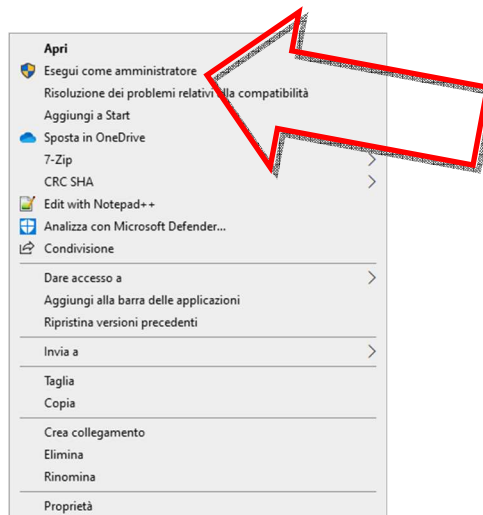 Apri
Esegui come amministratore
Risoluzione dei problemi relativi alla compatibilità
Aggiungi a Start
Sposta in OneDrive
7-Zip
CRC SHA
Edit with Notepad++
Analizza con Microsoft Defender...
Condivisione
Dare accesso a
Aggiungi alla barra delle applicazioni
Ripristina versioni precedenti
Invia a
Taglia
Copia
Crea collegamento
Elimina
Rinomina
Proprietà